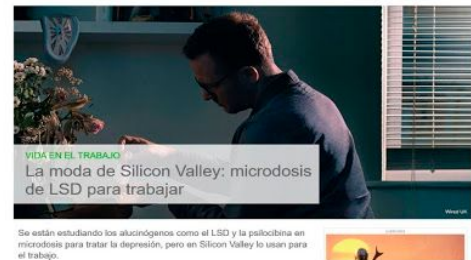 VIDA EN EL TRABAJO
La moda de Silicon Valley: microdosis
de LSD para trabajar
Wired UK
Se están estudiando los alucinógenos como el LSD y la psilocibina en
microdosis para tratar la depresión, pero en Silicon Valley lo usan para
el trabajo.